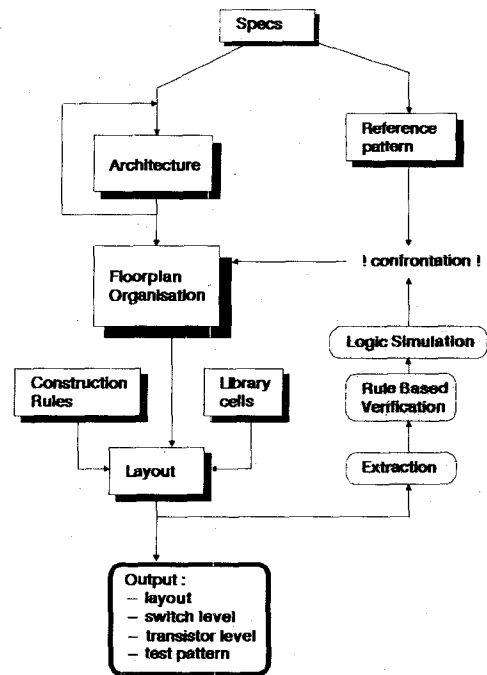 Specs
Architecture
Reference
pattern
Floorplan
Organisation
! confrontation !
Logic Simulation
Construction
Rules
Library
cells
Rule Based
Verification
Layout
Extraction
Output :
– layout
– switch level
– transistor level
– test pattern